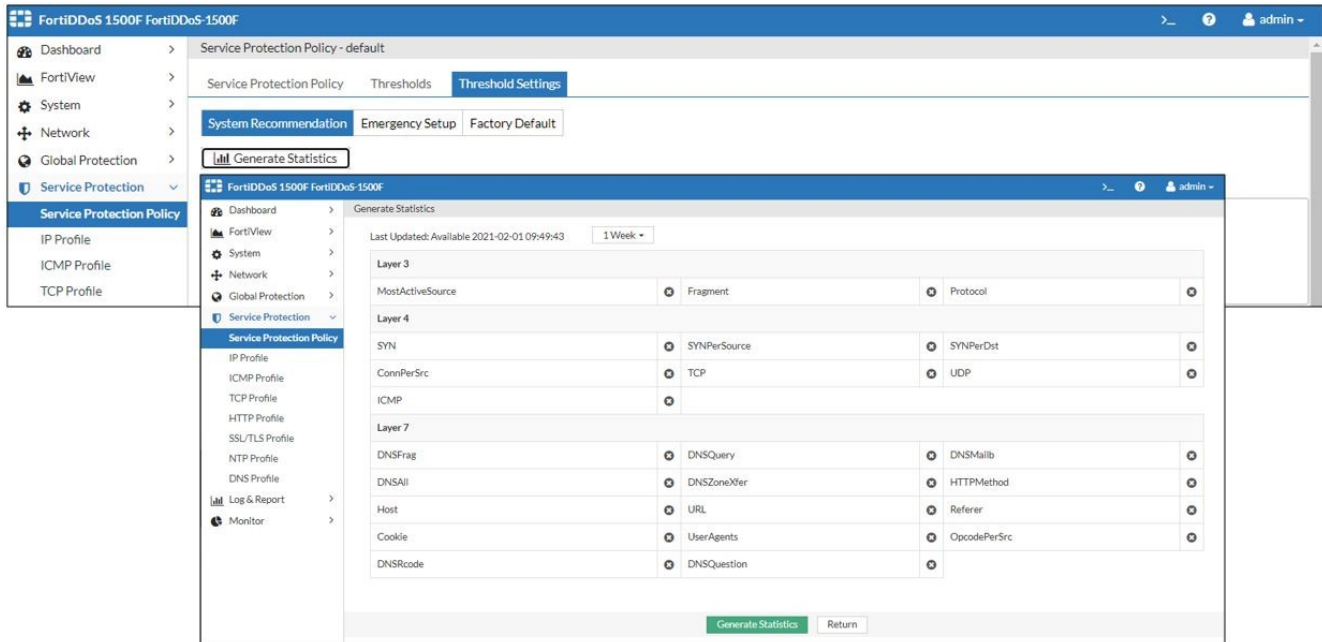 FortiDDoS 1500F FortiDDoS-1500F
>_ ? admin
Dashboard
FortiView
System
Network
Global Protection
Service Protection
Service Protection Policy
IP Profile
ICMP Profile
TCP Profile
Service Protection Policy - default
Service Protection Policy Thresholds Threshold Settings
System Recommendation Emergency Setup Factory Default
Generate Statistics
FortiDDoS 1500F FortiDDoS-1500F
>_ ? admin
Dashboard
FortiView
System
Network
Global Protection
Service Protection
Service Protection Policy
IP Profile
ICMP Profile
TCP Profile
HTTP Profile
SSL/TLS Profile
NTP Profile
DNS Profile
Log & Report
Monitor
Generate Statistics
Last Updated: Available 2021-02-01 09:49:43 1 Week
Layer 3
MostActiveSource Fragment Protocol
Layer 4
SYN SYNPerSource SYNPerDst
ConnPerSrc TCP UDP
ICMP
Layer 7
DNSFrag DNSQuery DNSMailb
DNSAll DNSZoneXfer HTTPMethod
Host URL Referer
Cookie UserAgents OpcodePerSrc
DNSRcode DNSQuestion
Generate Statistics Return